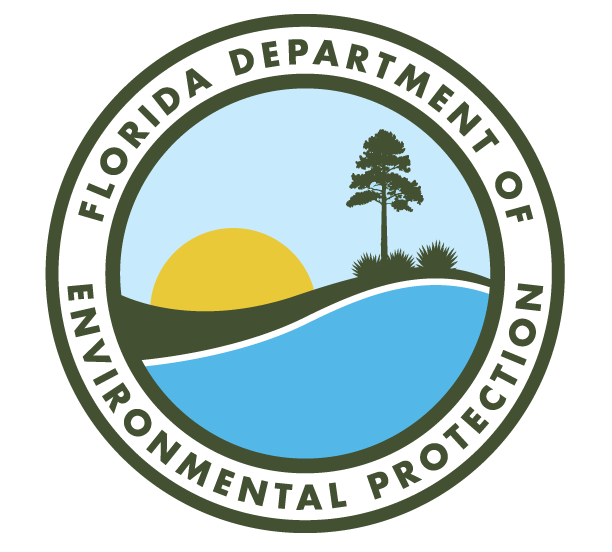 FLORIDA DEPARTMENT OF
ENVIRONMENTAL PROTECTION